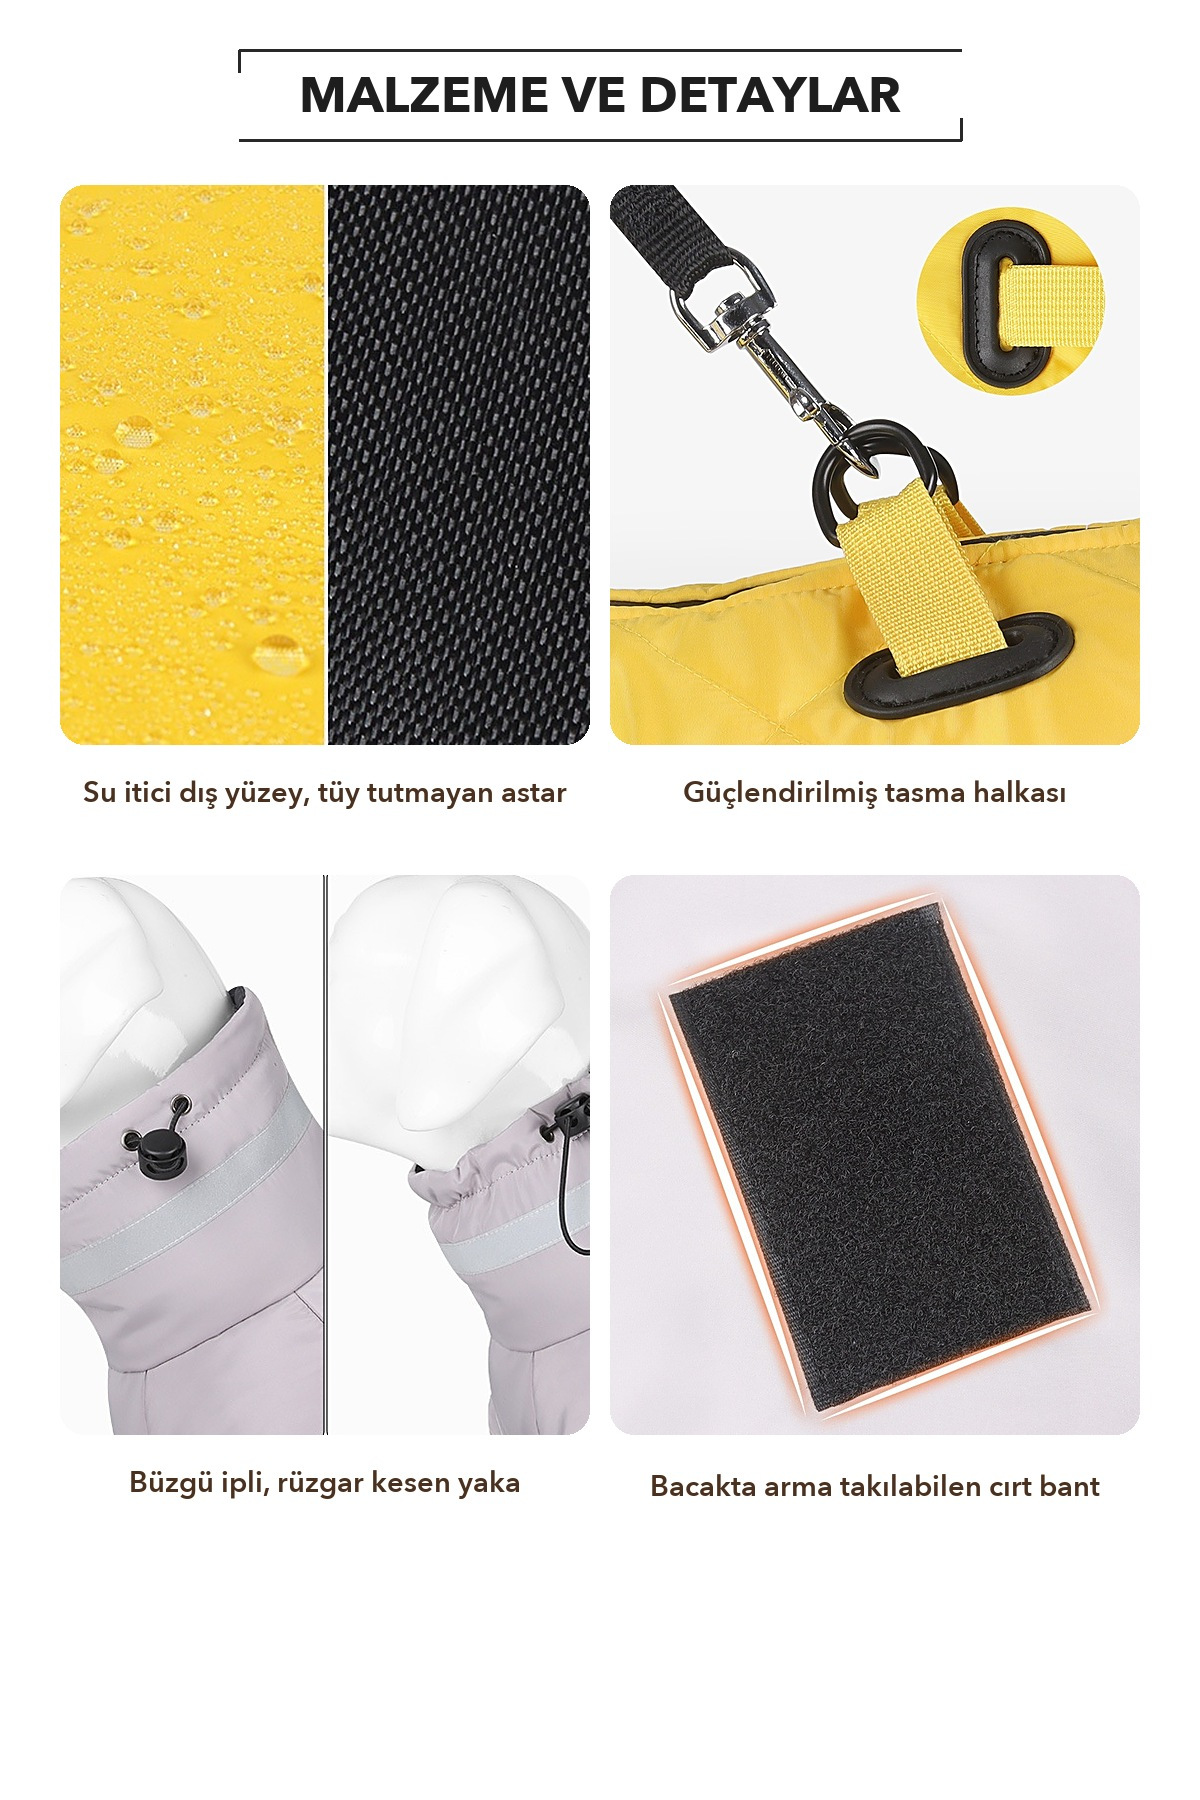 MALZEME VE DETAYLAR
Su itici dış yüzey, tüy tutmayan astar
Güçlendirilmiş tasma halkası
Büzgü ipli, rüzgar kesen yaka
Bacakta arma takılabilen cırt bant